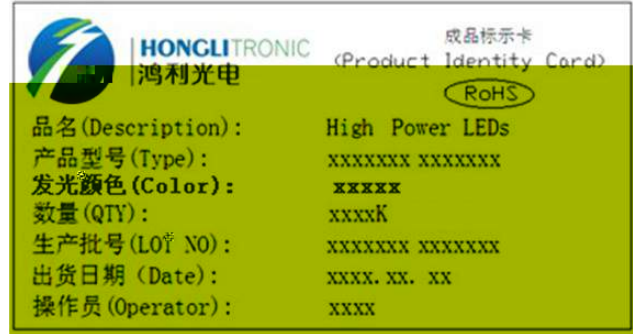 HONGLITRONIC
鸿利光电
成品标示卡
(Product Identity Card)
RoHS
品名(Description): High Power LEDs
产品型号(Type): xxxxxxx xxxxxxx
发光颜色(Color): xxxxx
数量(QTY): xxxxK
生产批号(LOT NO): xxxxxxx xxxxxxx
出货日期 (Date): xxxx. xx. xx
操作员(Operator): xxxx